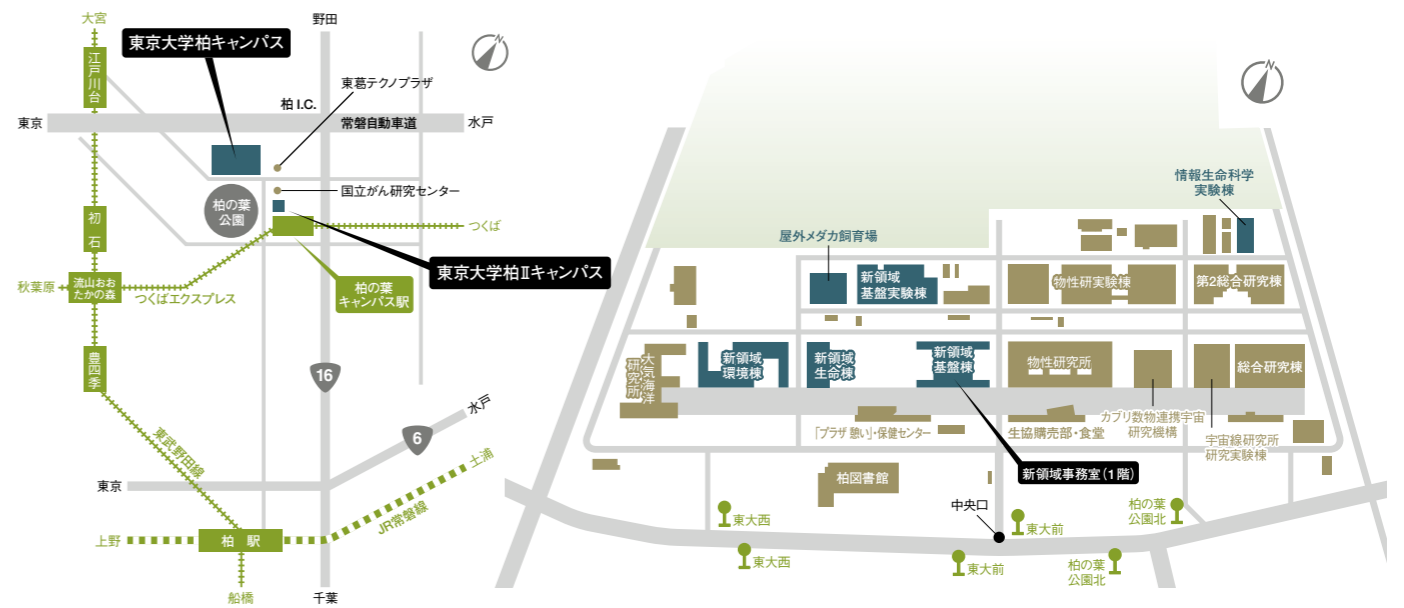 大宮
野田
東京大学柏キャンパス
N
江戸川台
東葛テクノプラザ
柏 I.C.
東京
常磐自動車道
水戸
国立がん研究センター
柏の葉
公園
初石
つくば
東京大学柏Ⅱキャンパス
秋葉原
流山おお
たかの森
つくばエクスプレス
柏の葉
キャンパス駅
豊四季
16
水戸
6
東武野田線
土浦
東京
JR常磐線
上野
柏 駅
船橋
千葉
N
情報生命科学
実験棟
屋外メダカ飼育場
新領域
基盤実験棟
物性研実験棟
第2総合研究棟
大気海洋
研究所
新領域
環境棟
新領域
生命棟
新領域
基盤棟
物性研究所
総合研究棟
カブリ数物連携宇宙
研究機構
「プラザ 憩い」・保健センター
生協購売部・食堂
宇宙線研究所
研究実験棟
新領域事務室(1階)
柏図書館
中央口
東大西
東大前
柏の葉
公園北
東大西
東大前
柏の葉
公園北